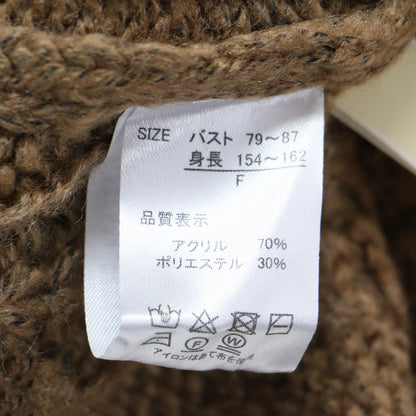 SIZE バスト 79～87
身長 154～162
F
品質表示
アクリル 70%
ポリエステル 30%
F W
アイロンはあて布を使用